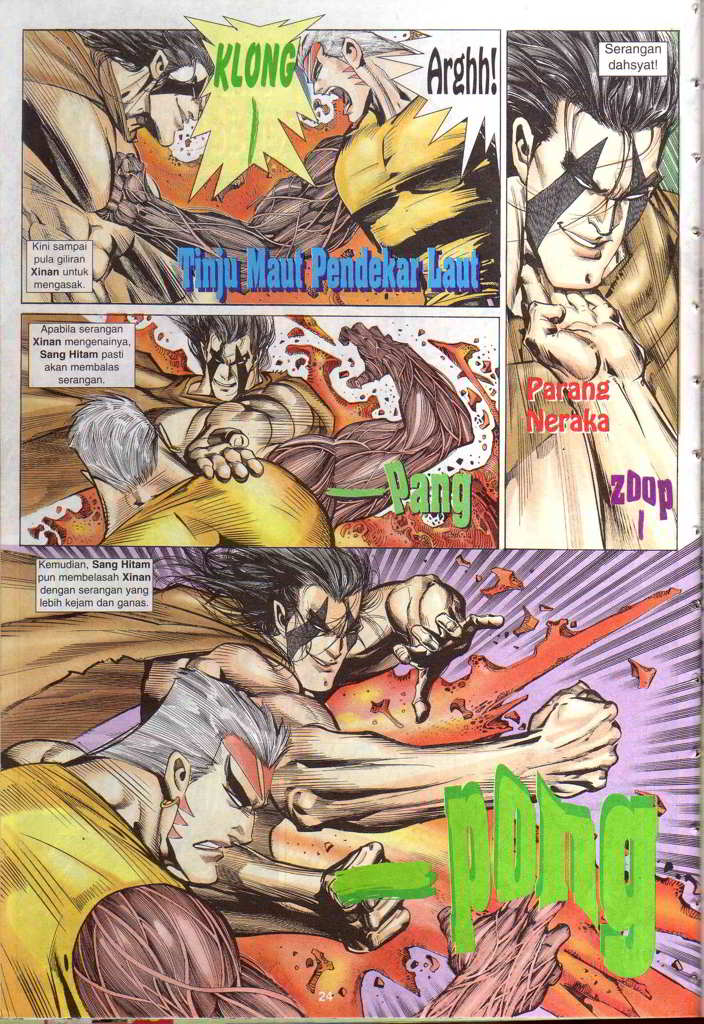 KLONG
Arghh!
Kini sampai
pula giliran
Xinan untuk
mengasak.
Tinju Maut Pendekar Laut
Serangan
dahsyat!
Parang
Neraka
ZOOP
Apabila serangan
Xinan mengenainya,
Sang Hitam pasti
akan membalas
serangan.
Pang
Kemudian, Sang Hitam
pun membelasah Xinan
dengan serangan yang
lebih kejam dan ganas.
pong
24